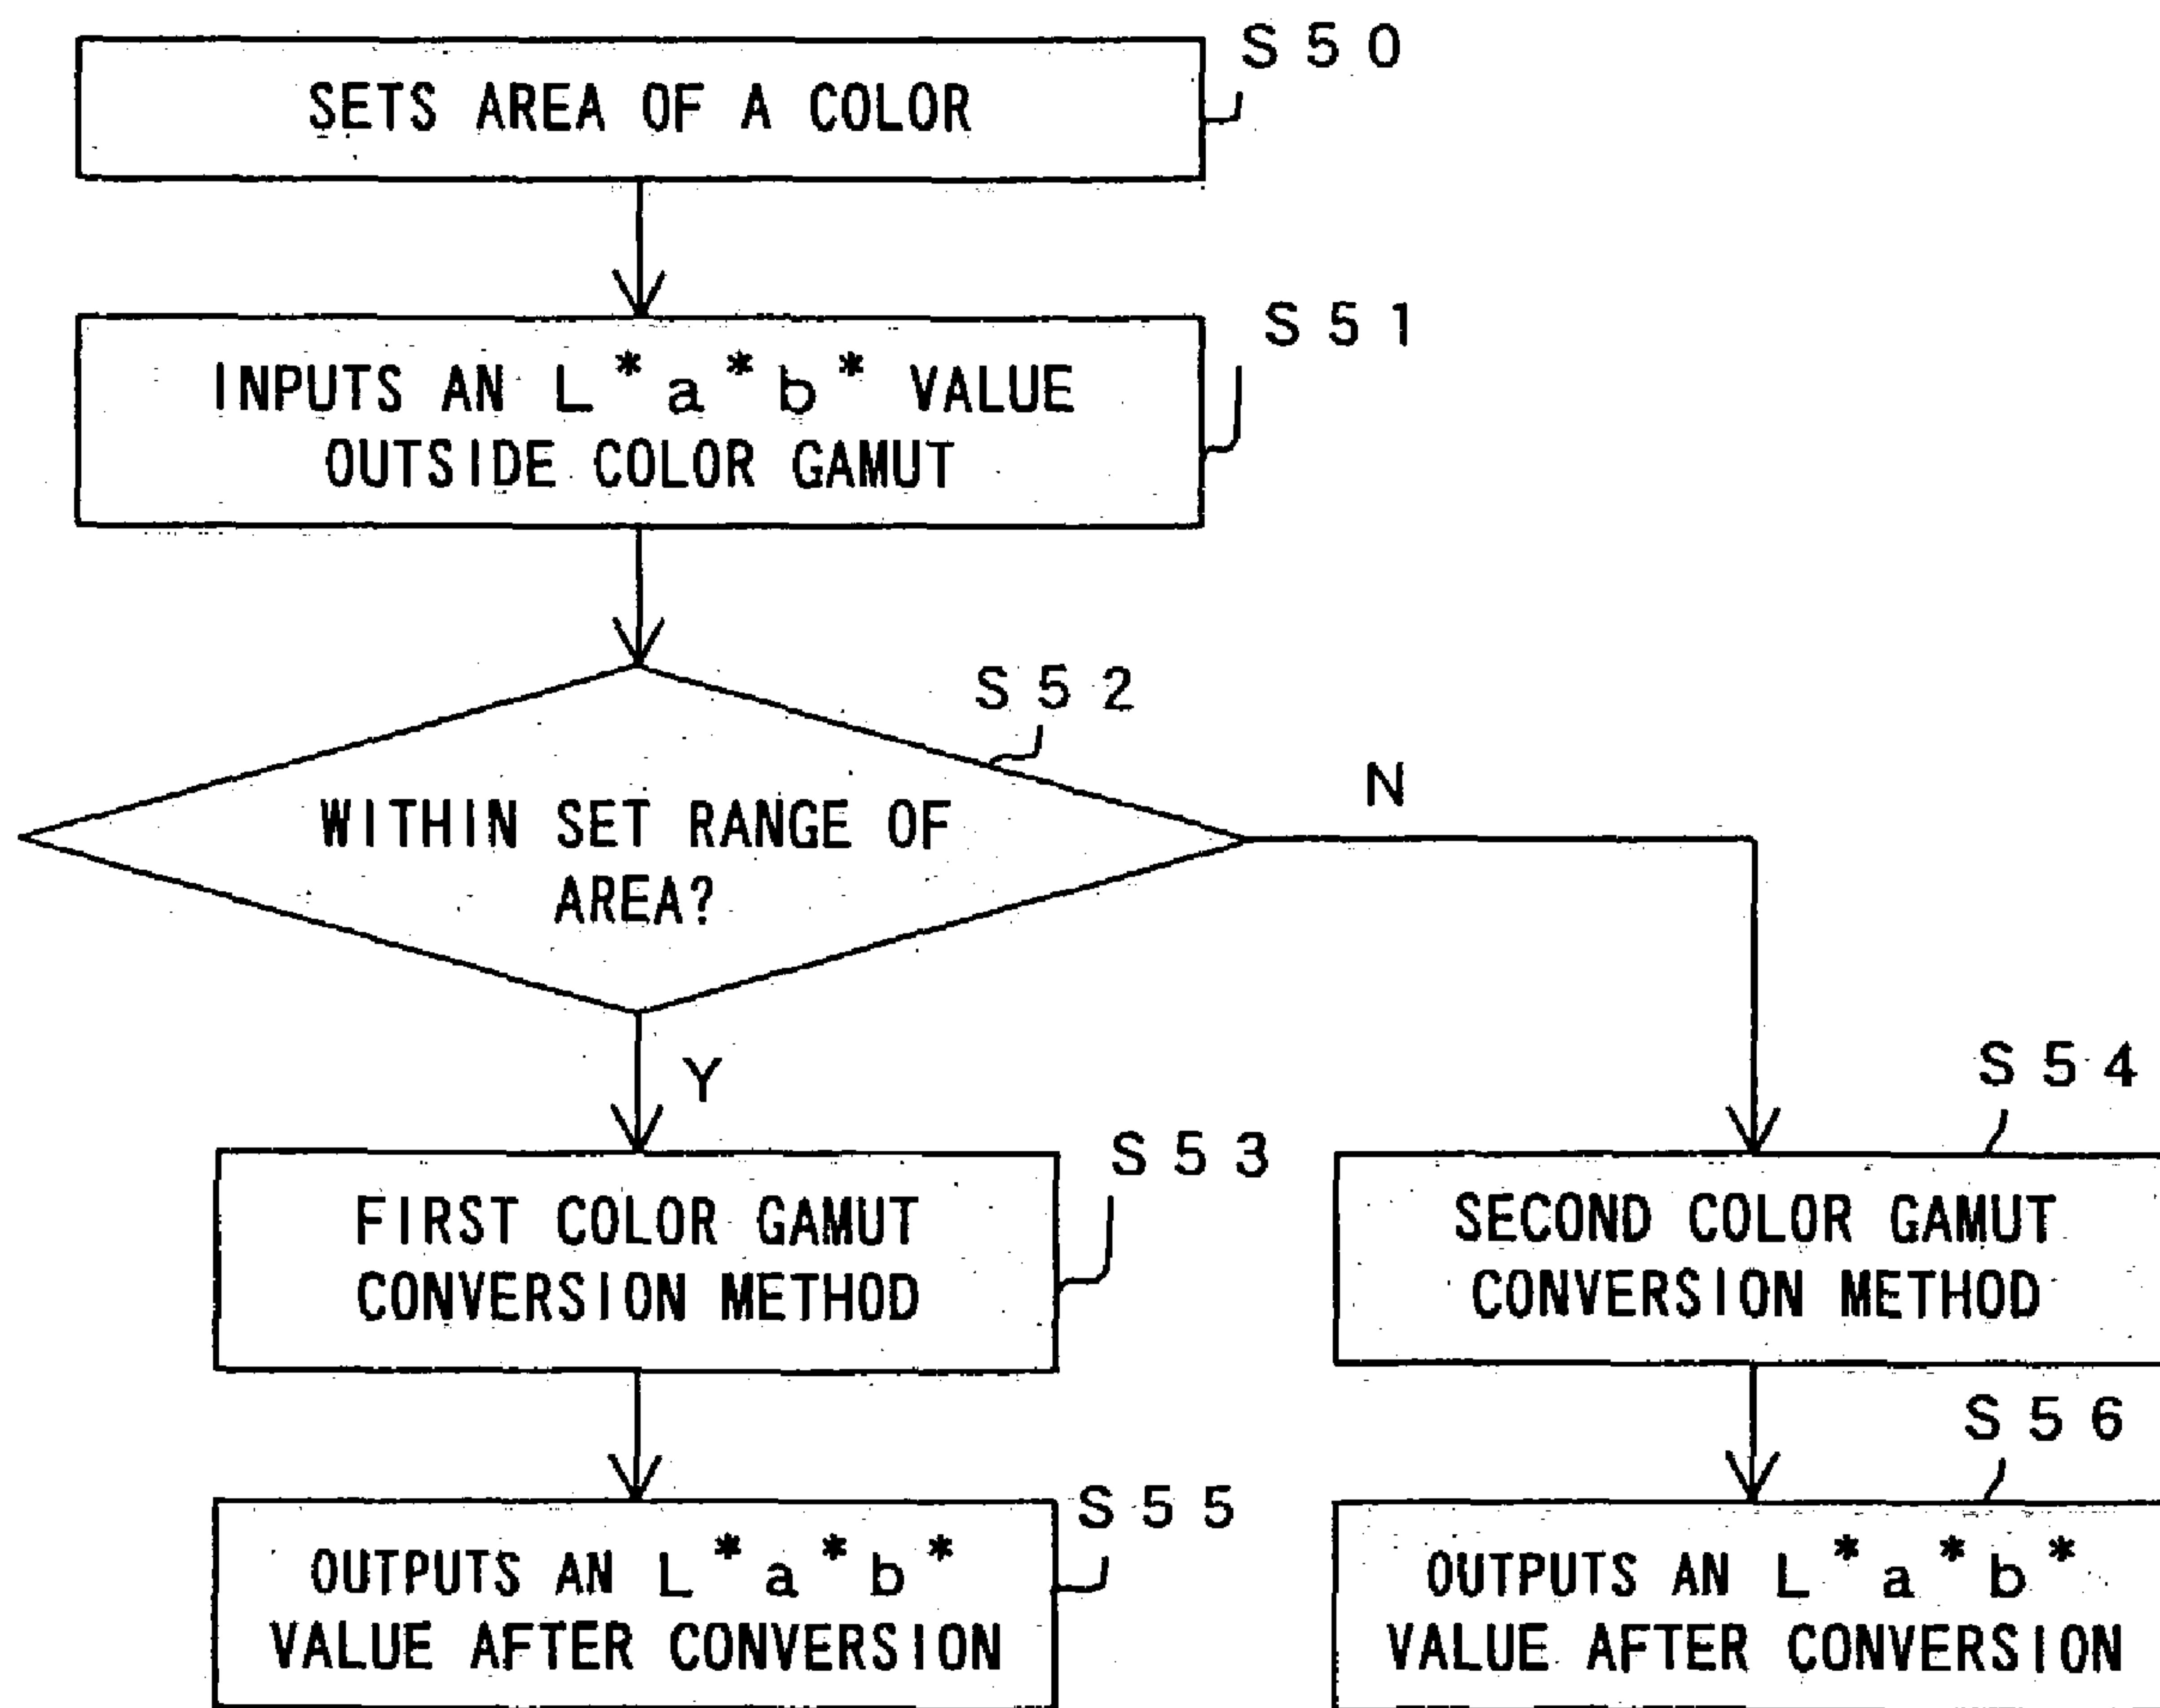 S50
SETS AREA OF A COLOR
S51
INPUTS AN L*a*b* VALUE
OUTSIDE COLOR GAMUT
S52
WITHIN SET RANGE OF
AREA?
N
Y
S53
FIRST COLOR GAMUT
CONVERSION METHOD
S54
SECOND COLOR GAMUT
CONVERSION METHOD
S55
OUTPUTS AN L*a*b*
VALUE AFTER CONVERSION
S56
OUTPUTS AN L*a*b*
VALUE AFTER CONVERSION